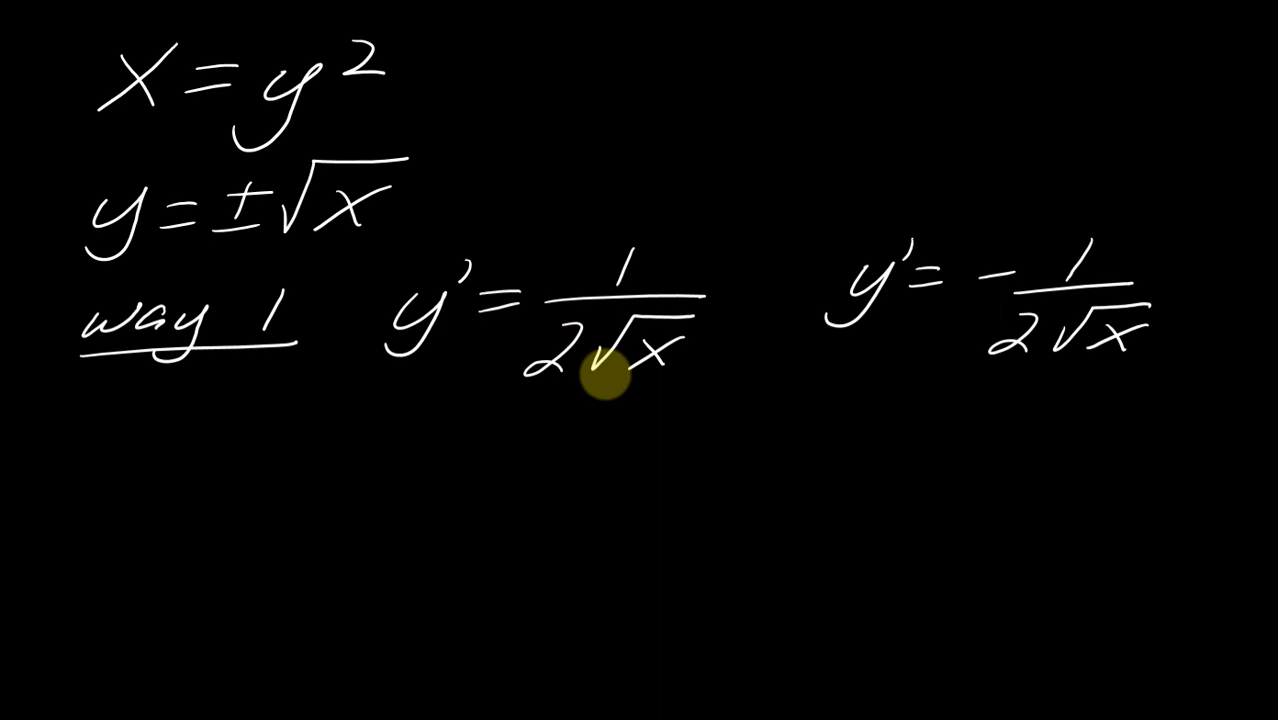 x = y²
y = ±√x
way 1 y' = 1/(2√x) y' = -1/(2√x)